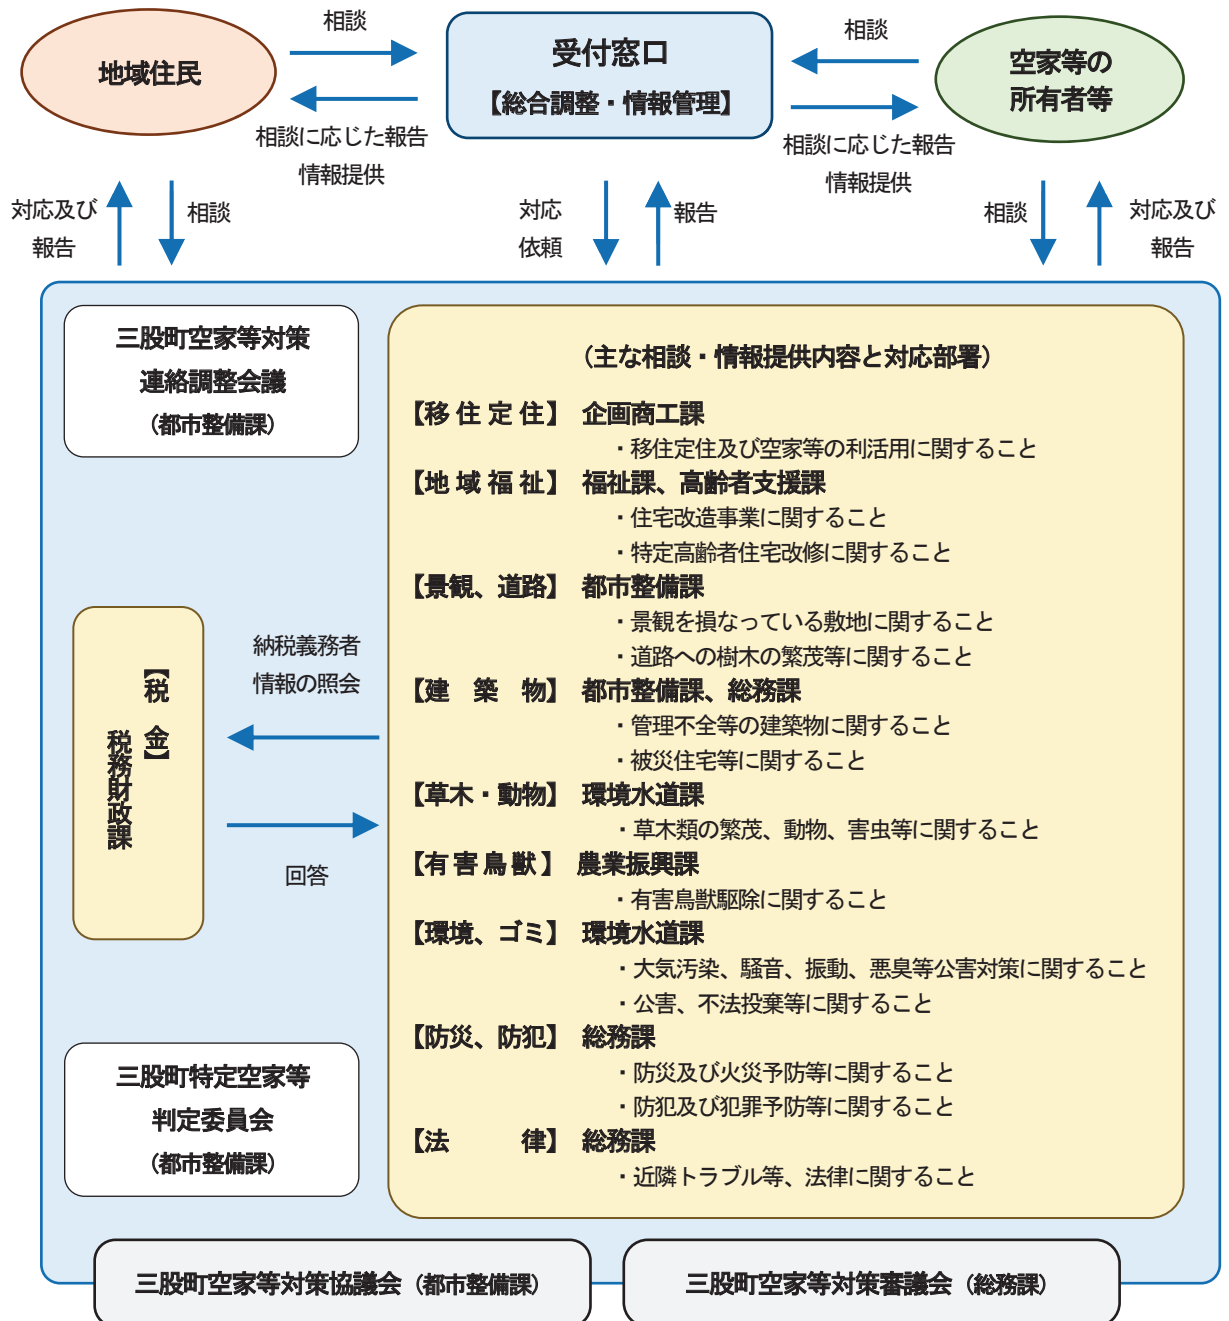 地域住民
相談
相談に応じた報告
情報提供
受付窓口
【総合調整・情報管理】
相談
相談に応じた報告
情報提供
空家等の
所有者等
対応及び
報告
相談
対応
依頼
報告
相談
対応及び
報告
三股町空家等対策
連絡調整会議
（都市整備課）
【税　金】
税務財政課
納税義務者
情報の照会
回答
三股町特定空家等
判定委員会
（都市整備課）
（主な相談・情報提供内容と対応部署）
【移住定住】 企画商工課
・移住定住及び空家等の利活用に関すること
【地域福祉】 福祉課、高齢者支援課
・住宅改造事業に関すること
・特定高齢者住宅改修に関すること
【景観、道路】 都市整備課
・景観を損なっている敷地に関すること
・道路への樹木の繁茂等に関すること
【建　築　物】 都市整備課、総務課
・管理不全等の建築物に関すること
・被災住宅等に関すること
【草木・動物】 環境水道課
・草木類の繁茂、動物、害虫等に関すること
【有害鳥獣】 農業振興課
・有害鳥獣駆除に関すること
【環境、ゴミ】 環境水道課
・大気汚染、騒音、振動、悪臭等公害対策に関すること
・公害、不法投棄等に関すること
【防災、防犯】 総務課
・防災及び火災予防等に関すること
・防犯及び犯罪予防等に関すること
【法　　　律】 総務課
・近隣トラブル等、法律に関すること
三股町空家等対策協議会（都市整備課）
三股町空家等対策審議会（総務課）